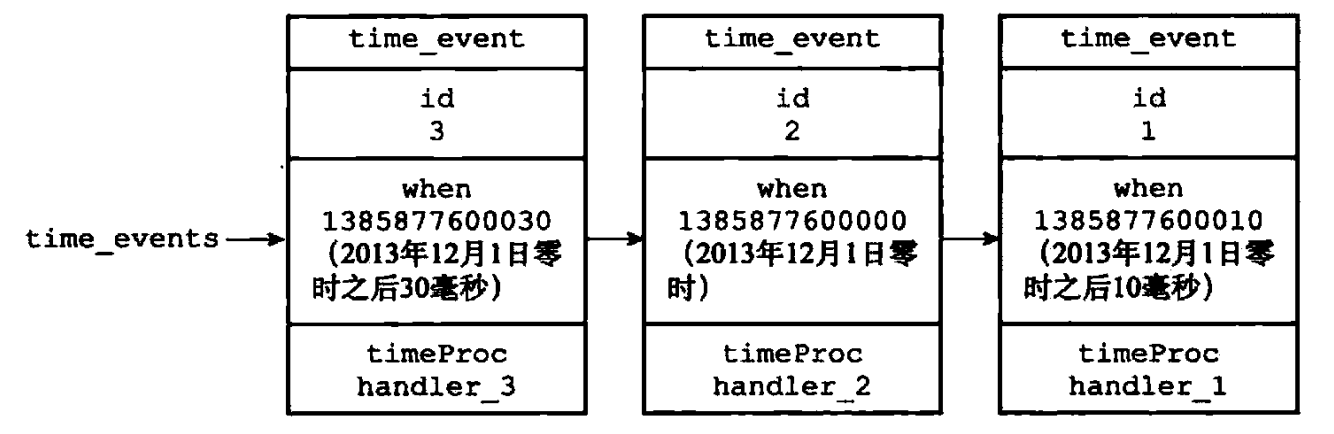 time_event
id
3
when
1385877600030
（2013年12月1日零
时之后30毫秒）
timeProc
handler_3
time_event
id
2
when
1385877600000
（2013年12月1日零
时）
timeProc
handler_2
time_event
id
1
when
1385877600010
（2013年12月1日零
时之后10毫秒）
timeProc
handler_1
time_events